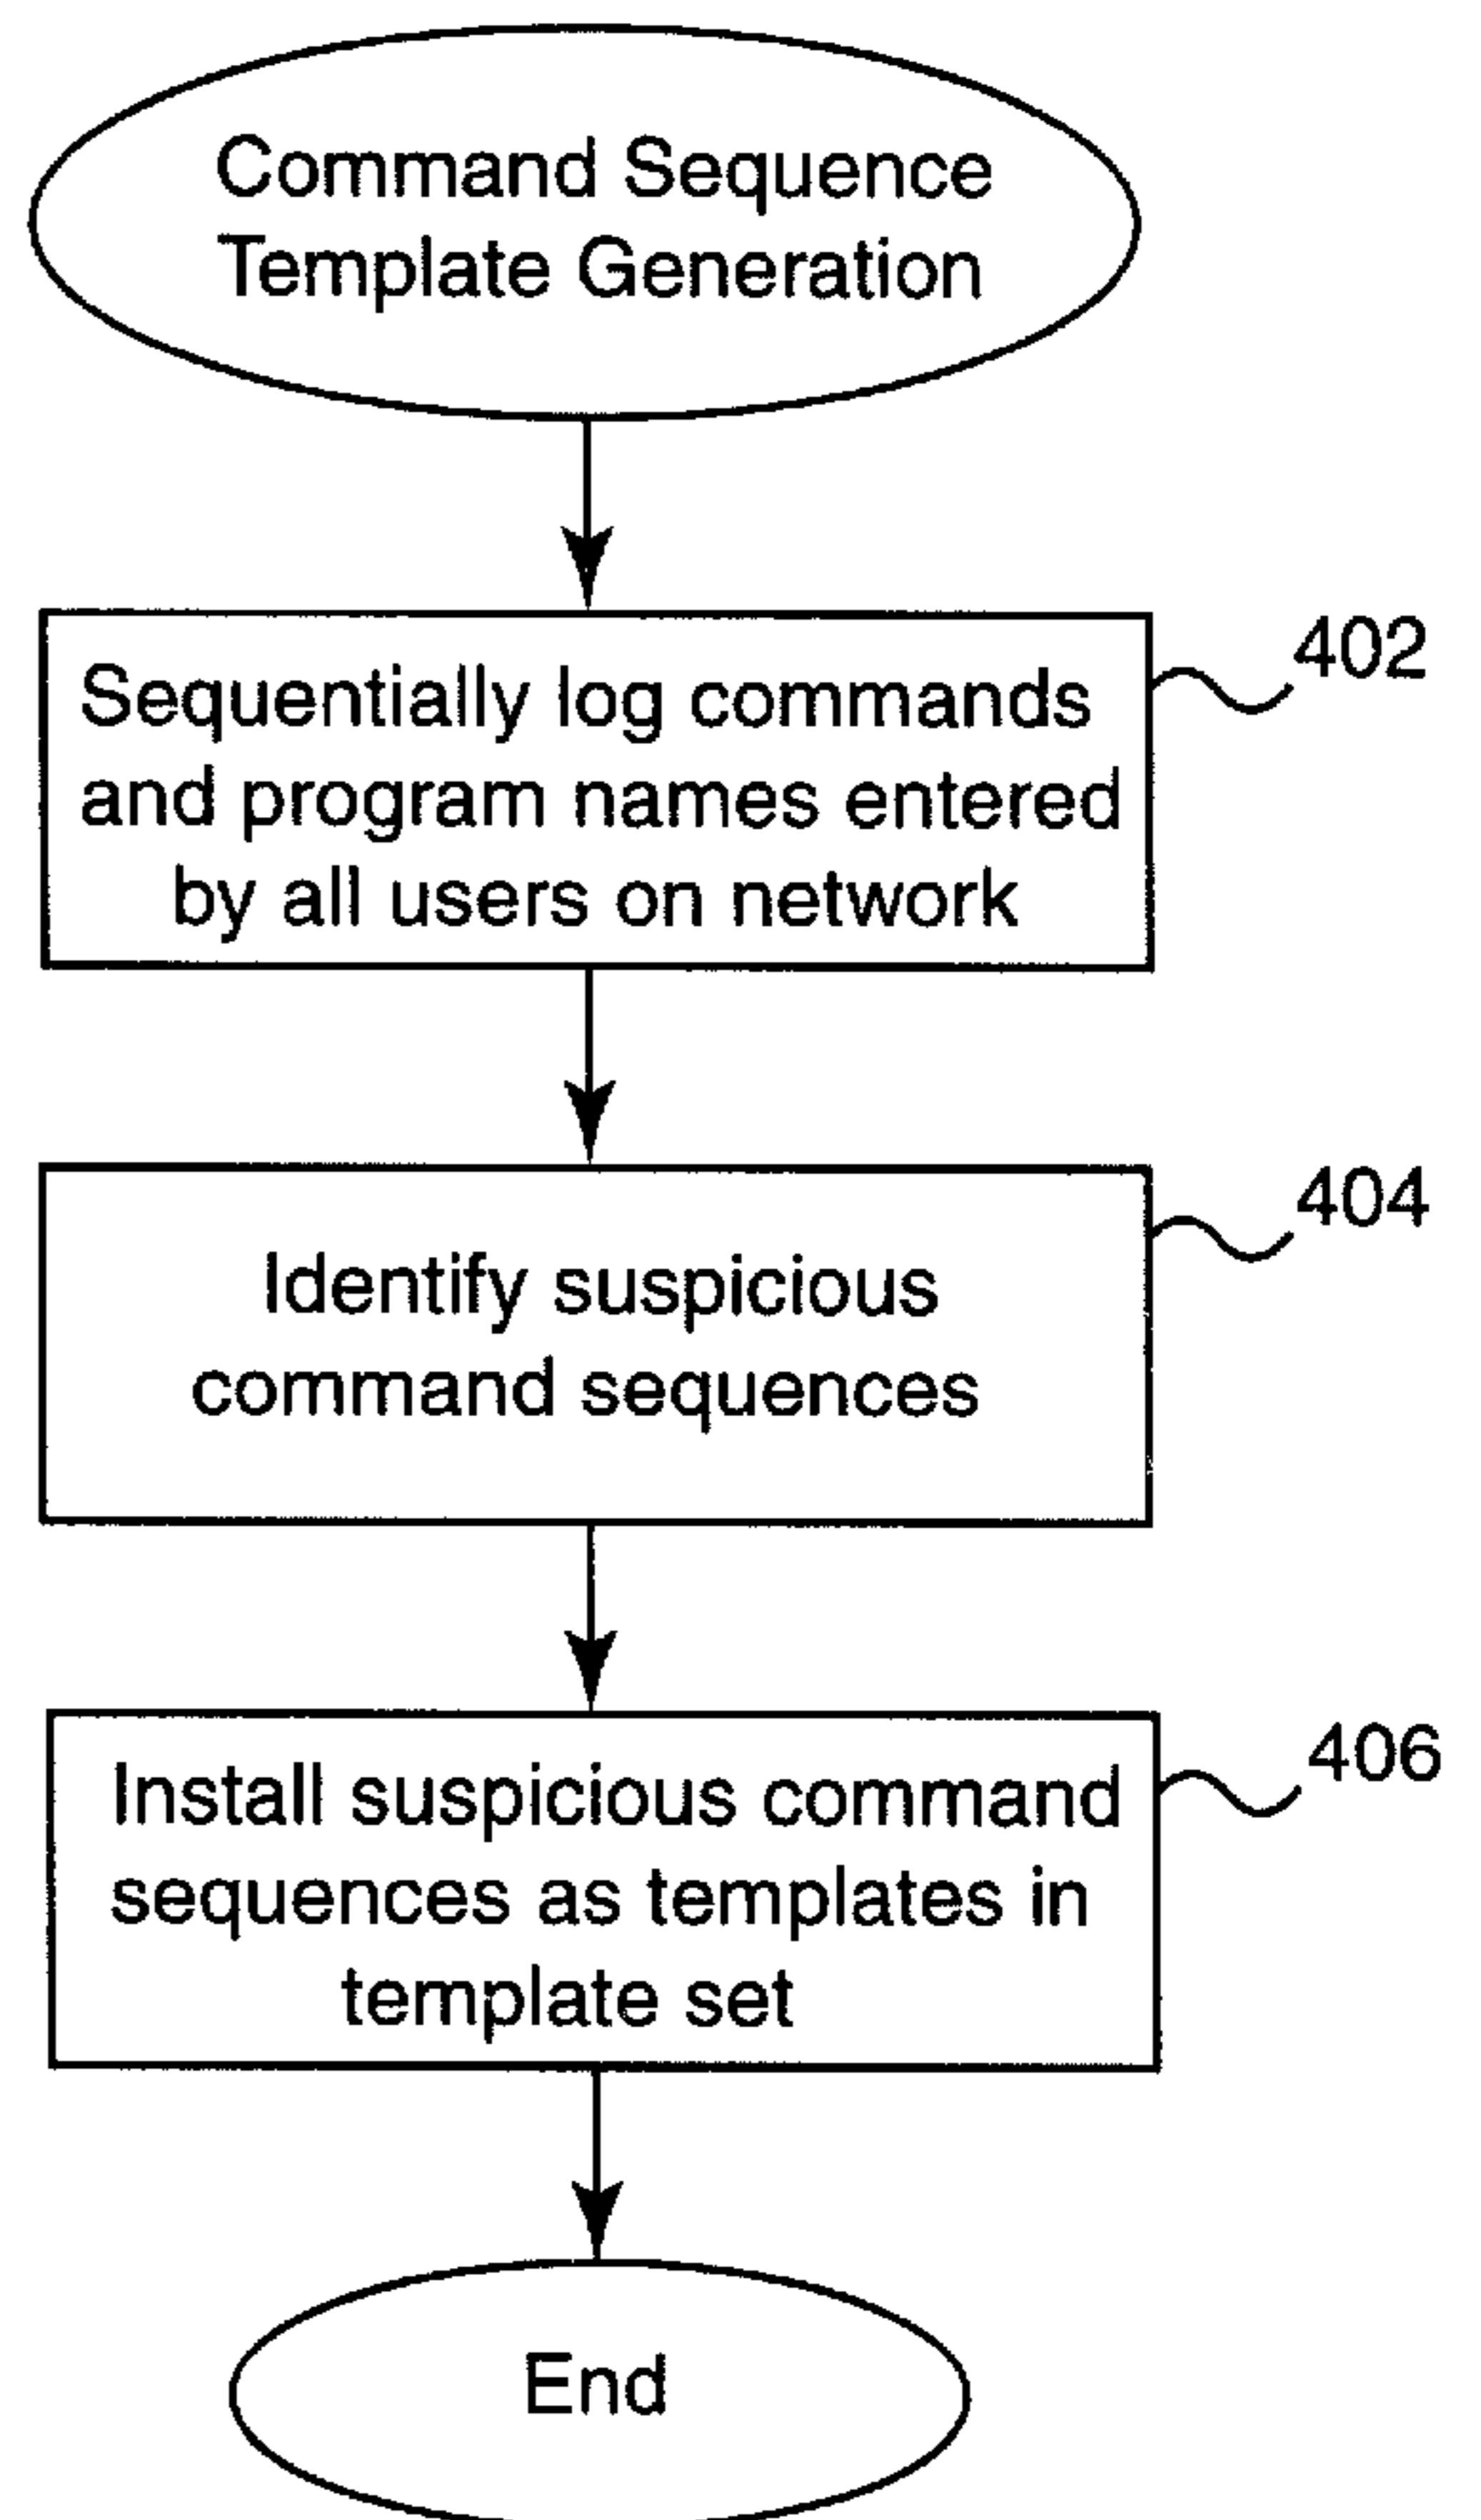 Command Sequence
Template Generation
Sequentially log commands
and program names entered
by all users on network
402
Identify suspicious
command sequences
404
Install suspicious command
sequences as templates in
template set
406
End